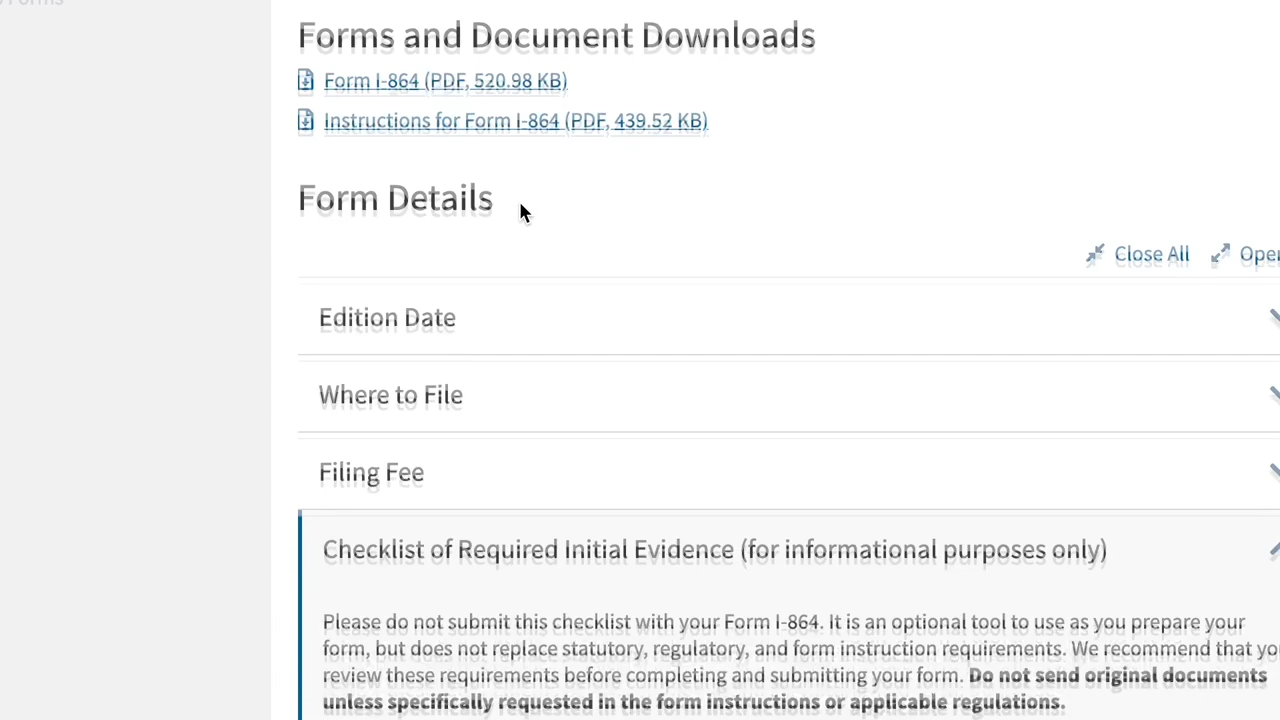 Forms
Forms and Document Downloads
Form I-864 (PDF, 520.98 KB)
Instructions for Form I-864 (PDF, 439.52 KB)
Form Details
Close All
Edition Date
Where to File
Filing Fee
Checklist of Required Initial Evidence (for informational purposes only)
Please do not submit this checklist with your Form I-864. It is an optional tool to use as you prepare your
form, but does not replace statutory, regulatory, and form instruction requirements. We recommend that
review these requirements before completing and submitting your form. Do not send original documents
unless specifically requested in the form instructions or applicable regulations.